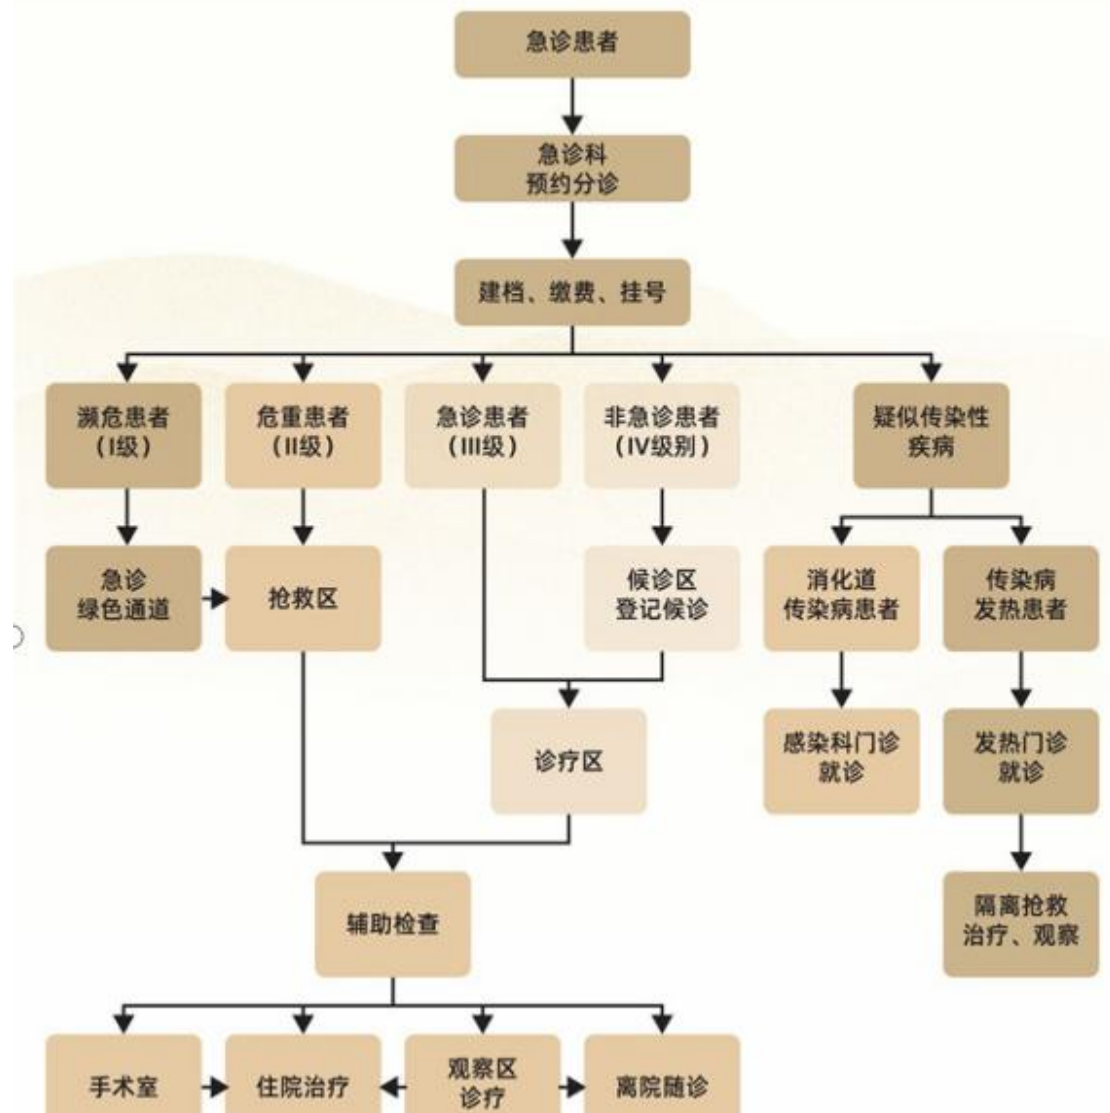 急诊患者
急诊科
预约分诊
建档、缴费、挂号
濒危患者
（I级）
危重患者
（II级）
急诊患者
（III级）
非急诊患者
（IV级别）
疑似传染性
疾病
急诊
绿色通道
抢救区
候诊区
登记候诊
消化道
传染病患者
传染病
发热患者
诊疗区
感染科门诊
就诊
发热门诊
就诊
辅助检查
隔离抢救
治疗、观察
手术室
住院治疗
观察区
诊疗
离院随诊